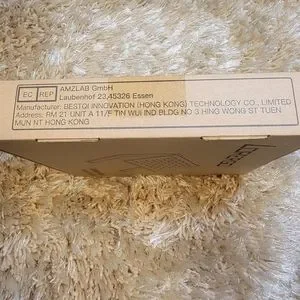 EC REP
AMZLAB GmbH
Laubenhof 23,45326 Essen
Manufacturer: BESTQI INNOVATION (HONG KONG) TECHNOLOGY CO., LIMITED
Address: RM 21 UNIT A 11/F TIN WUI IND BLDG NO 3 HING WONG ST TUEN
MUN NT HONG KONG